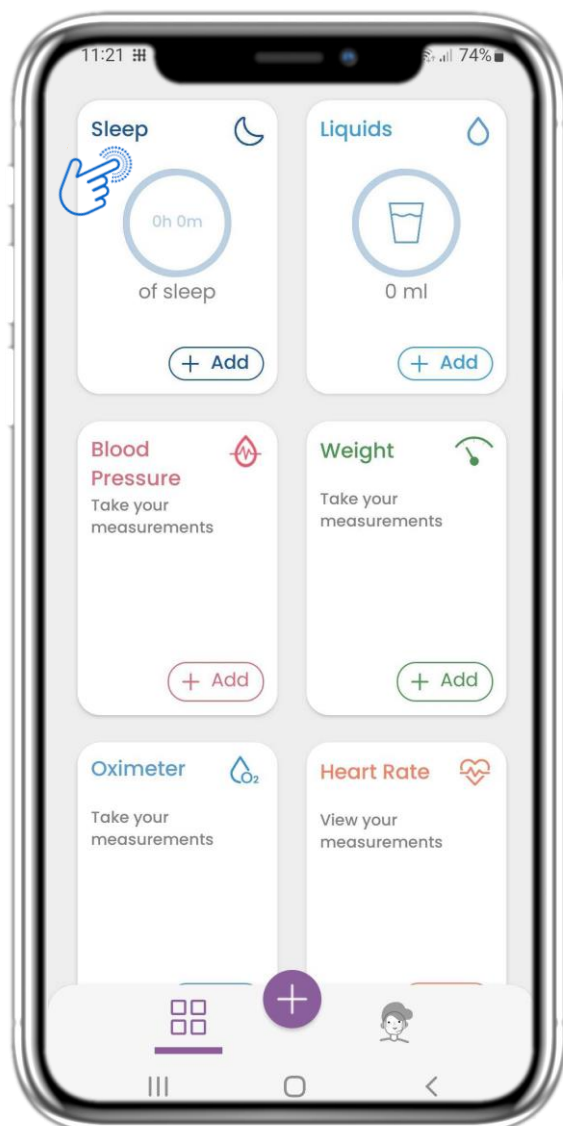 11:21
74%
Sleep
0h 0m
of sleep
+ Add
Liquids
0 ml
+ Add
Blood
Pressure
Take your
measurements
+ Add
Weight
Take your
measurements
+ Add
Oximeter
O2
Take your
measurements
Heart Rate
View your
measurements